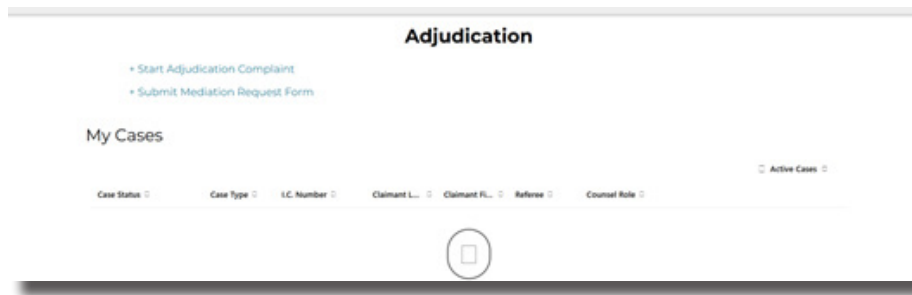 Adjudication
+ Start Adjudication Complaint
+ Submit Mediation Request Form
My Cases
Active Cases
Case Status Case Type I.C. Number Claimant L... Claimant Fi... Referee Counsel Role